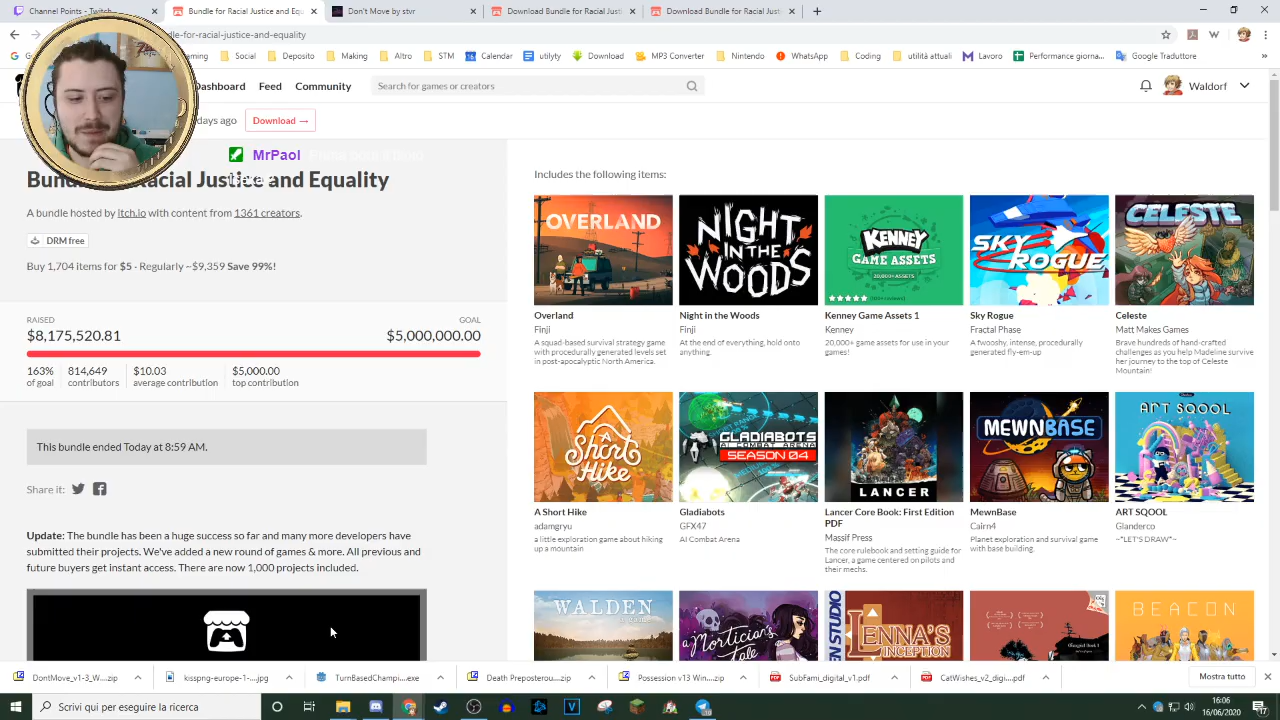 Channel Points - Twitch
Bundle for Racial Justice and Eq
Don't Move by stvr
Download Bundle for Racial Justi
Download Bundle for Racial Justi
dle-for-racial-justice-and-equality
Social
Deposito
Making
Altro
STM
Calendar
utilyty
Download
MP3 Converter
Nintendo
WhatsApp
Coding
utilità attuali
Lavoro
Performance giorna...
Google Traduttore
Dashboard
Feed
Community
Search for games or creators
Waldorf
days ago
Download →
MrPaol
Includes the following items:
A bundle hosted by itch.io with content from 1361 creators.
DRM free
Buy 1,704 items for $5 · Regularly ~$9,359 Save 99%!
RAISED
GOAL
$8,175,520.81
$5,000,000.00
163%
of goal
814,649
contributors
$10.03
average contribution
$5,000.00
top contribution
This bundle ended Today at 8:59 AM.
Share it:
Update: The bundle has been a huge success so far and many more developers have
submitted their projects. We've added a new round of games & more. All previous and
future buyers get instant access. There are now 1,000 projects included.
OVERLAND
Overland
Finji
A squad-based survival strategy game
with procedurally generated levels set
in post-apocalyptic North America.
NIGHT
IN THE
WOODS
Night in the Woods
Finji
At the end of everything, hold onto
anything.
KENNEY
GAME ASSETS
20,000+ ASSETS
Kenney Game Assets 1
Kenney
20,000+ game assets for use in your
games!
SKY
ROGUE
Sky Rogue
Fractal Phase
A fwooshy, intense, procedurally
generated fly-em-up
CELESTE
Celeste
Matt Makes Games
Brave hundreds of hand-crafted
challenges as you help Madeline survive
her journey to the top of Celeste
Mountain!
A
Short
Hike
A Short Hike
adamgryu
a little exploration game about hiking
up a mountain
GLADIABOTS
AI COMBAT ARENA
SEASON 04
Gladiabots
GFX47
AI Combat Arena
LANCER
Lancer Core Book: First Edition
PDF
Massif Press
The core rulebook and setting guide for
Lancer, a game centered on pilots and
their mechs.
MEWNBASE
MewnBase
Cairn4
Planet exploration and survival game
with base building.
ART SQOOL
ART SQOOL
Glanderco
~*LET'S DRAW*~
WALDEN
a Mortician's
Tale
LENNA'S
INCEPTION
BEACON
DontMove_0-3_W....zip
kisspng-europe-1-...jpg
TurnBasedChampi....exe
Death Preposterou....zip
Possession v13 Win....zip
SubFami_digital_v1.pdf
CatWishes_v2_digi....pdf
Mostra tutto
Scrivi qui per eseguire la ricerca
16:06
16/06/2020